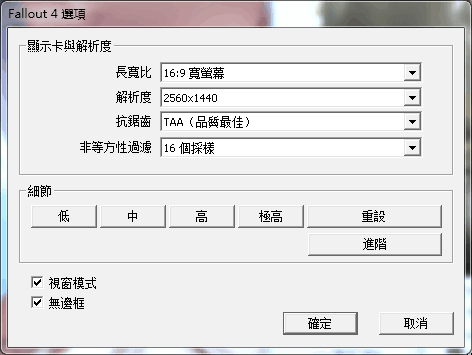 Fallout 4 選項
顯示卡與解析度
長寬比 16:9 寬螢幕
解析度 2560x1440
抗鋸齒 TAA（品質最佳）
非等方性過濾 16 個採樣
細節
低 中 高 極高 重設
進階
視窗模式
無邊框
確定 取消